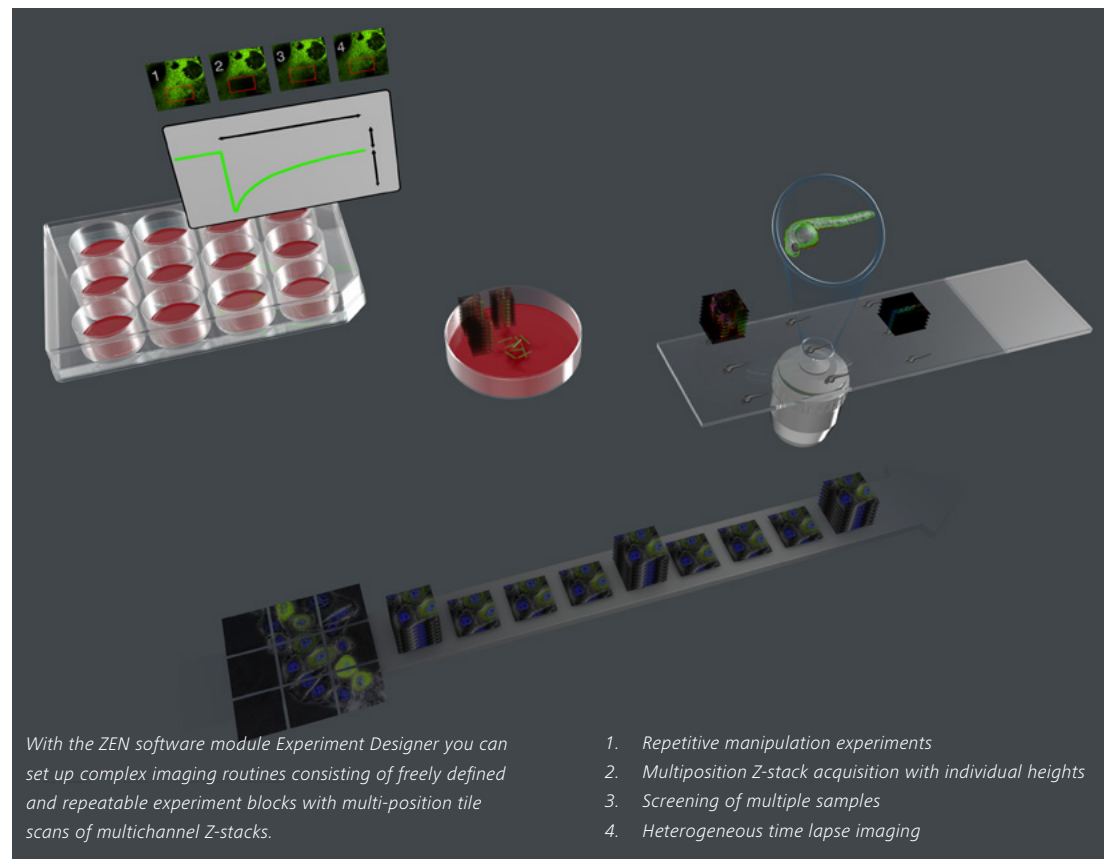 1
2
3
4
With the ZEN software module Experiment Designer you can
set up complex imaging routines consisting of freely defined
and repeatable experiment blocks with multi-position tile
scans of multichannel Z-stacks.
1. Repetitive manipulation experiments
2. Multiposition Z-stack acquisition with individual heights
3. Screening of multiple samples
4. Heterogeneous time lapse imaging